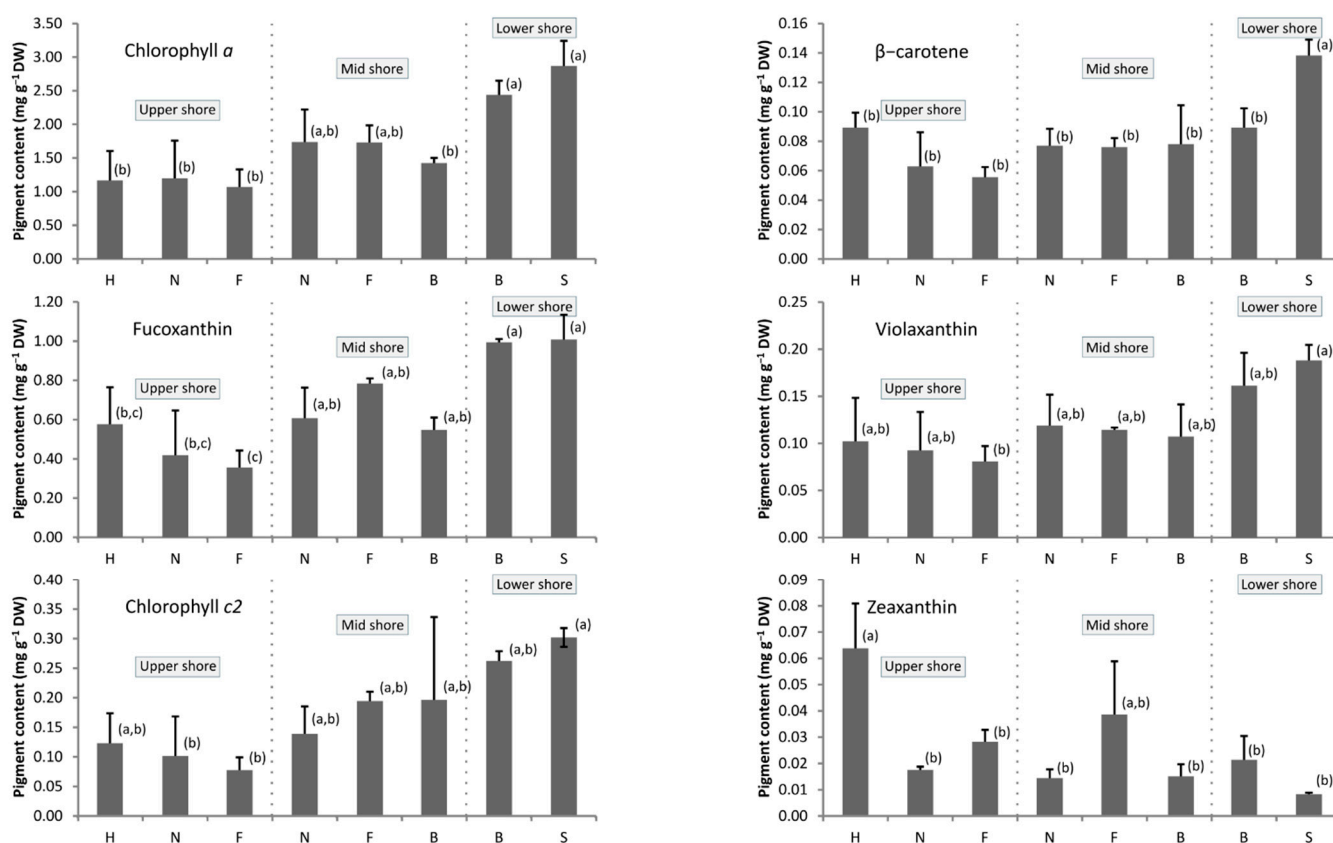 Pigment content (mg g⁻¹ DW)
3.50
3.00
2.50
2.00
1.50
1.00
0.50
0.00
Chlorophyll a
Upper shore
Mid shore
Lower shore
(b)
(b)
(b)
(a,b)
(a,b)
(b)
(a)
(a)
H N F N F B B S
Pigment content (mg g⁻¹ DW)
0.16
0.14
0.12
0.10
0.08
0.06
0.04
0.02
0.00
β−carotene
Upper shore
Mid shore
Lower shore
(b)
(b)
(b)
(b)
(b)
(b)
(b)
(a)
H N F N F B B S
Pigment content (mg g⁻¹ DW)
1.20
1.00
0.80
0.60
0.40
0.20
0.00
Fucoxanthin
Upper shore
Mid shore
Lower shore
(b,c)
(b,c)
(c)
(a,b)
(a,b)
(a,b)
(a)
(a)
H N F N F B B S
Pigment content (mg g⁻¹ DW)
0.25
0.20
0.15
0.10
0.05
0.00
Violaxanthin
Upper shore
Mid shore
Lower shore
(a,b)
(a,b)
(b)
(a,b)
(a,b)
(a,b)
(a,b)
(a)
H N F N F B B S
Pigment content (mg g⁻¹ DW)
0.40
0.35
0.30
0.25
0.20
0.15
0.10
0.05
0.00
Chlorophyll c2
Upper shore
Mid shore
Lower shore
(a,b)
(b)
(b)
(a,b)
(a,b)
(a,b)
(a,b)
(a)
H N F N F B B S
Pigment content (mg g⁻¹ DW)
0.09
0.08
0.07
0.06
0.05
0.04
0.03
0.02
0.01
0.00
Zeaxanthin
Upper shore
Mid shore
Lower shore
(a)
(b)
(b)
(b)
(a,b)
(b)
(b)
(b)
H N F N F B B S